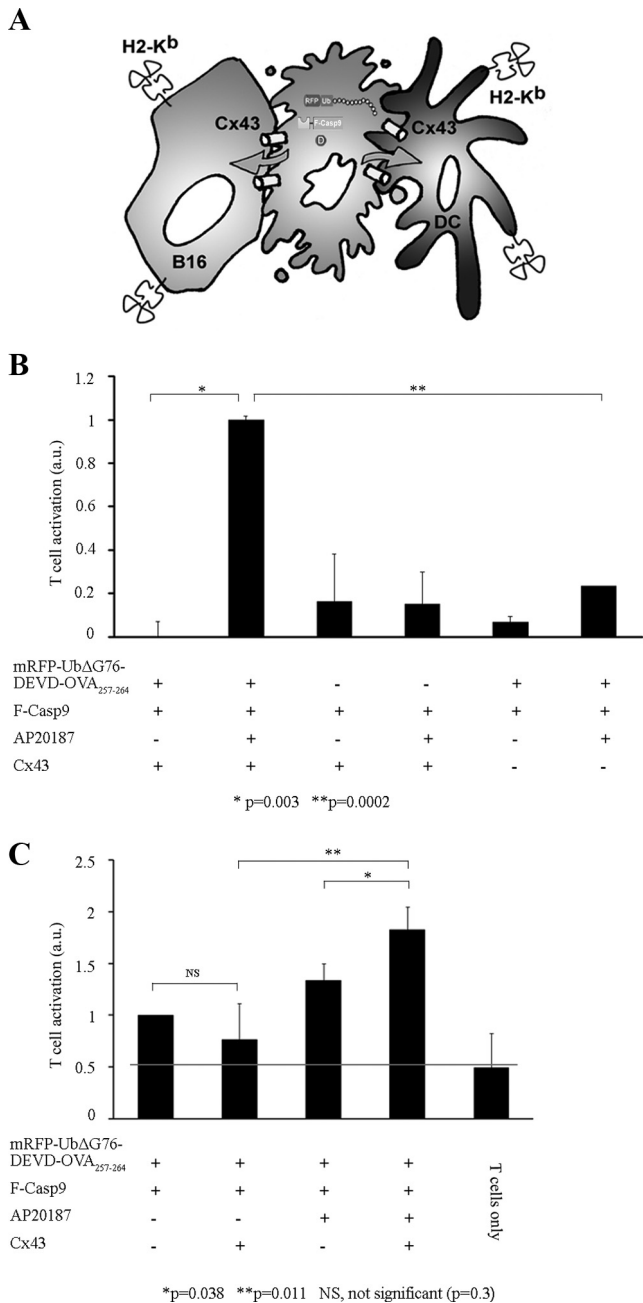 A
H2-Kb
H2-Kb
RFP Ub
Cx43
F-Casp9
Cx43
D
DC
B16
B
*
**
T cell activation (a.u.)
1.2
1
0.8
0.6
0.4
0.2
0
mRFP-UbΔG76-
DEVD-OVA257-264 + + - - + +
F-Casp9 + + + + + +
AP20187 - + - + - +
Cx43 + + + + - -
* p=0.003 **p=0.0002
C
**
*
NS
T cell activation (a.u.)
2.5
2
1.5
1
0.5
0
mRFP-UbΔG76-
DEVD-OVA257-264 + + + +
F-Casp9 + + + +
AP20187 - - + +
Cx43 - + - +
T cells only
*p=0.038 **p=0.011 NS, not significant (p=0.3)